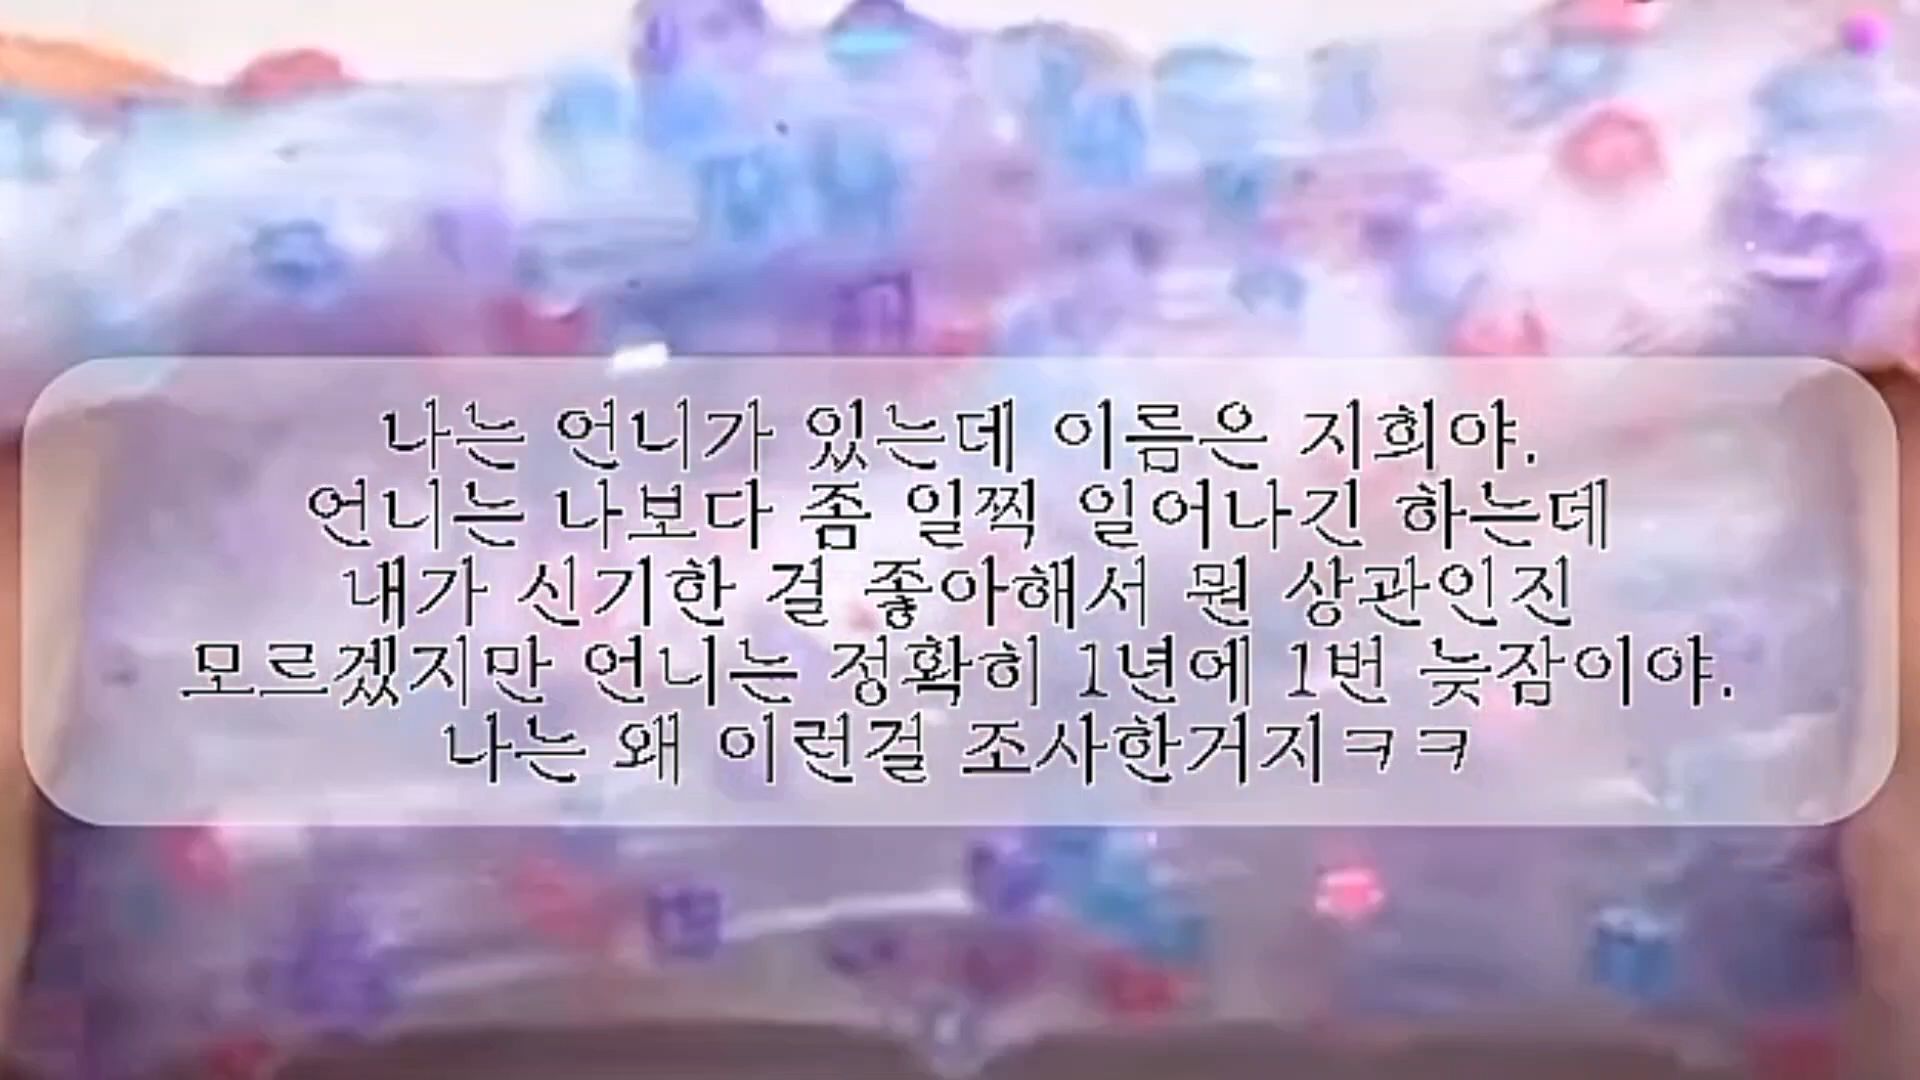 나는 언니가 있는데 이름은 지희야.
언니는 나보다 좀 일찍 일어나긴 하는데
내가 신기한 걸 좋아해서 뭔 상관인진
모르겠지만 언니는 정확히 1년에 1번 늦잠이야.
나는 왜 이런걸 조사한거지ㅋㅋ